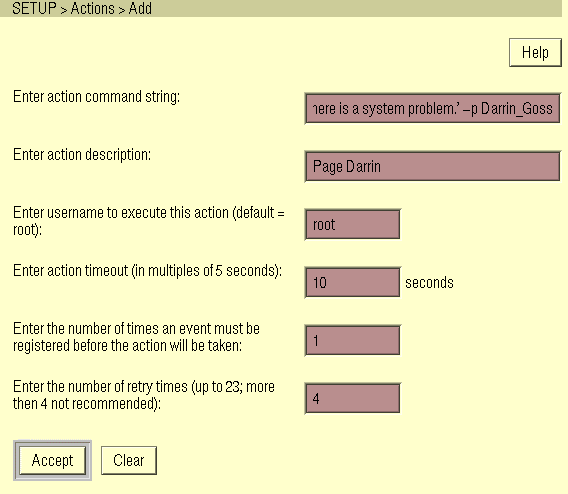 SETUP > Actions > Add
Help
Enter action command string:
here is a system problem.' –p Darrin_Goss
Enter action description:
Page Darrin
Enter username to execute this action (default =
root):
root
Enter action timeout (in multiples of 5 seconds):
10
seconds
Enter the number of times an event must be
registered before the action will be taken:
1
Enter the number of retry times (up to 23; more
then 4 not recommended):
4
Accept
Clear